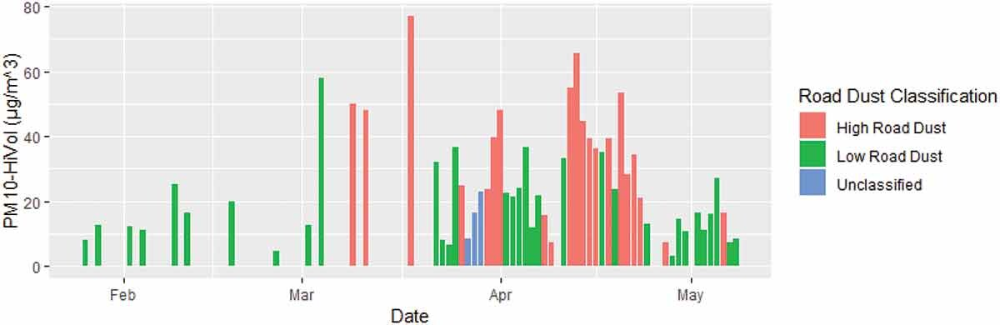 80
60
40
20
0
PM10-HIVol (µg/m^3)
Feb
Mar
Apr
May
Date
Road Dust Classification
High Road Dust
Low Road Dust
Unclassified